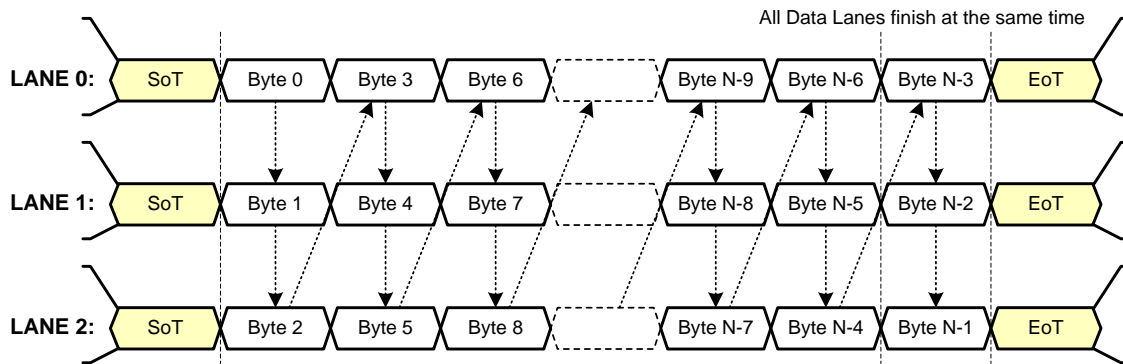 All Data Lanes finish at the same time
LANE 0: SoT Byte 0 Byte 3 Byte 6 Byte N-9 Byte N-6 Byte N-3 EoT
LANE 1: SoT Byte 1 Byte 4 Byte 7 Byte N-8 Byte N-5 Byte N-2 EoT
LANE 2: SoT Byte 2 Byte 5 Byte 8 Byte N-7 Byte N-4 Byte N-1 EoT